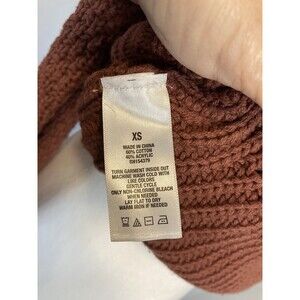 XS
MADE IN CHINA
60% COTTON
40% ACRYLIC
TURN GARMENT INSIDE OUT
MACHINE WASH COLD WITH
LIKE COLORS
GENTLE CYCLE
ONLY NON-CHLORINE BLEACH
WHEN NEEDED
LAY FLAT TO DRY
WARM IRON IF NEEDED